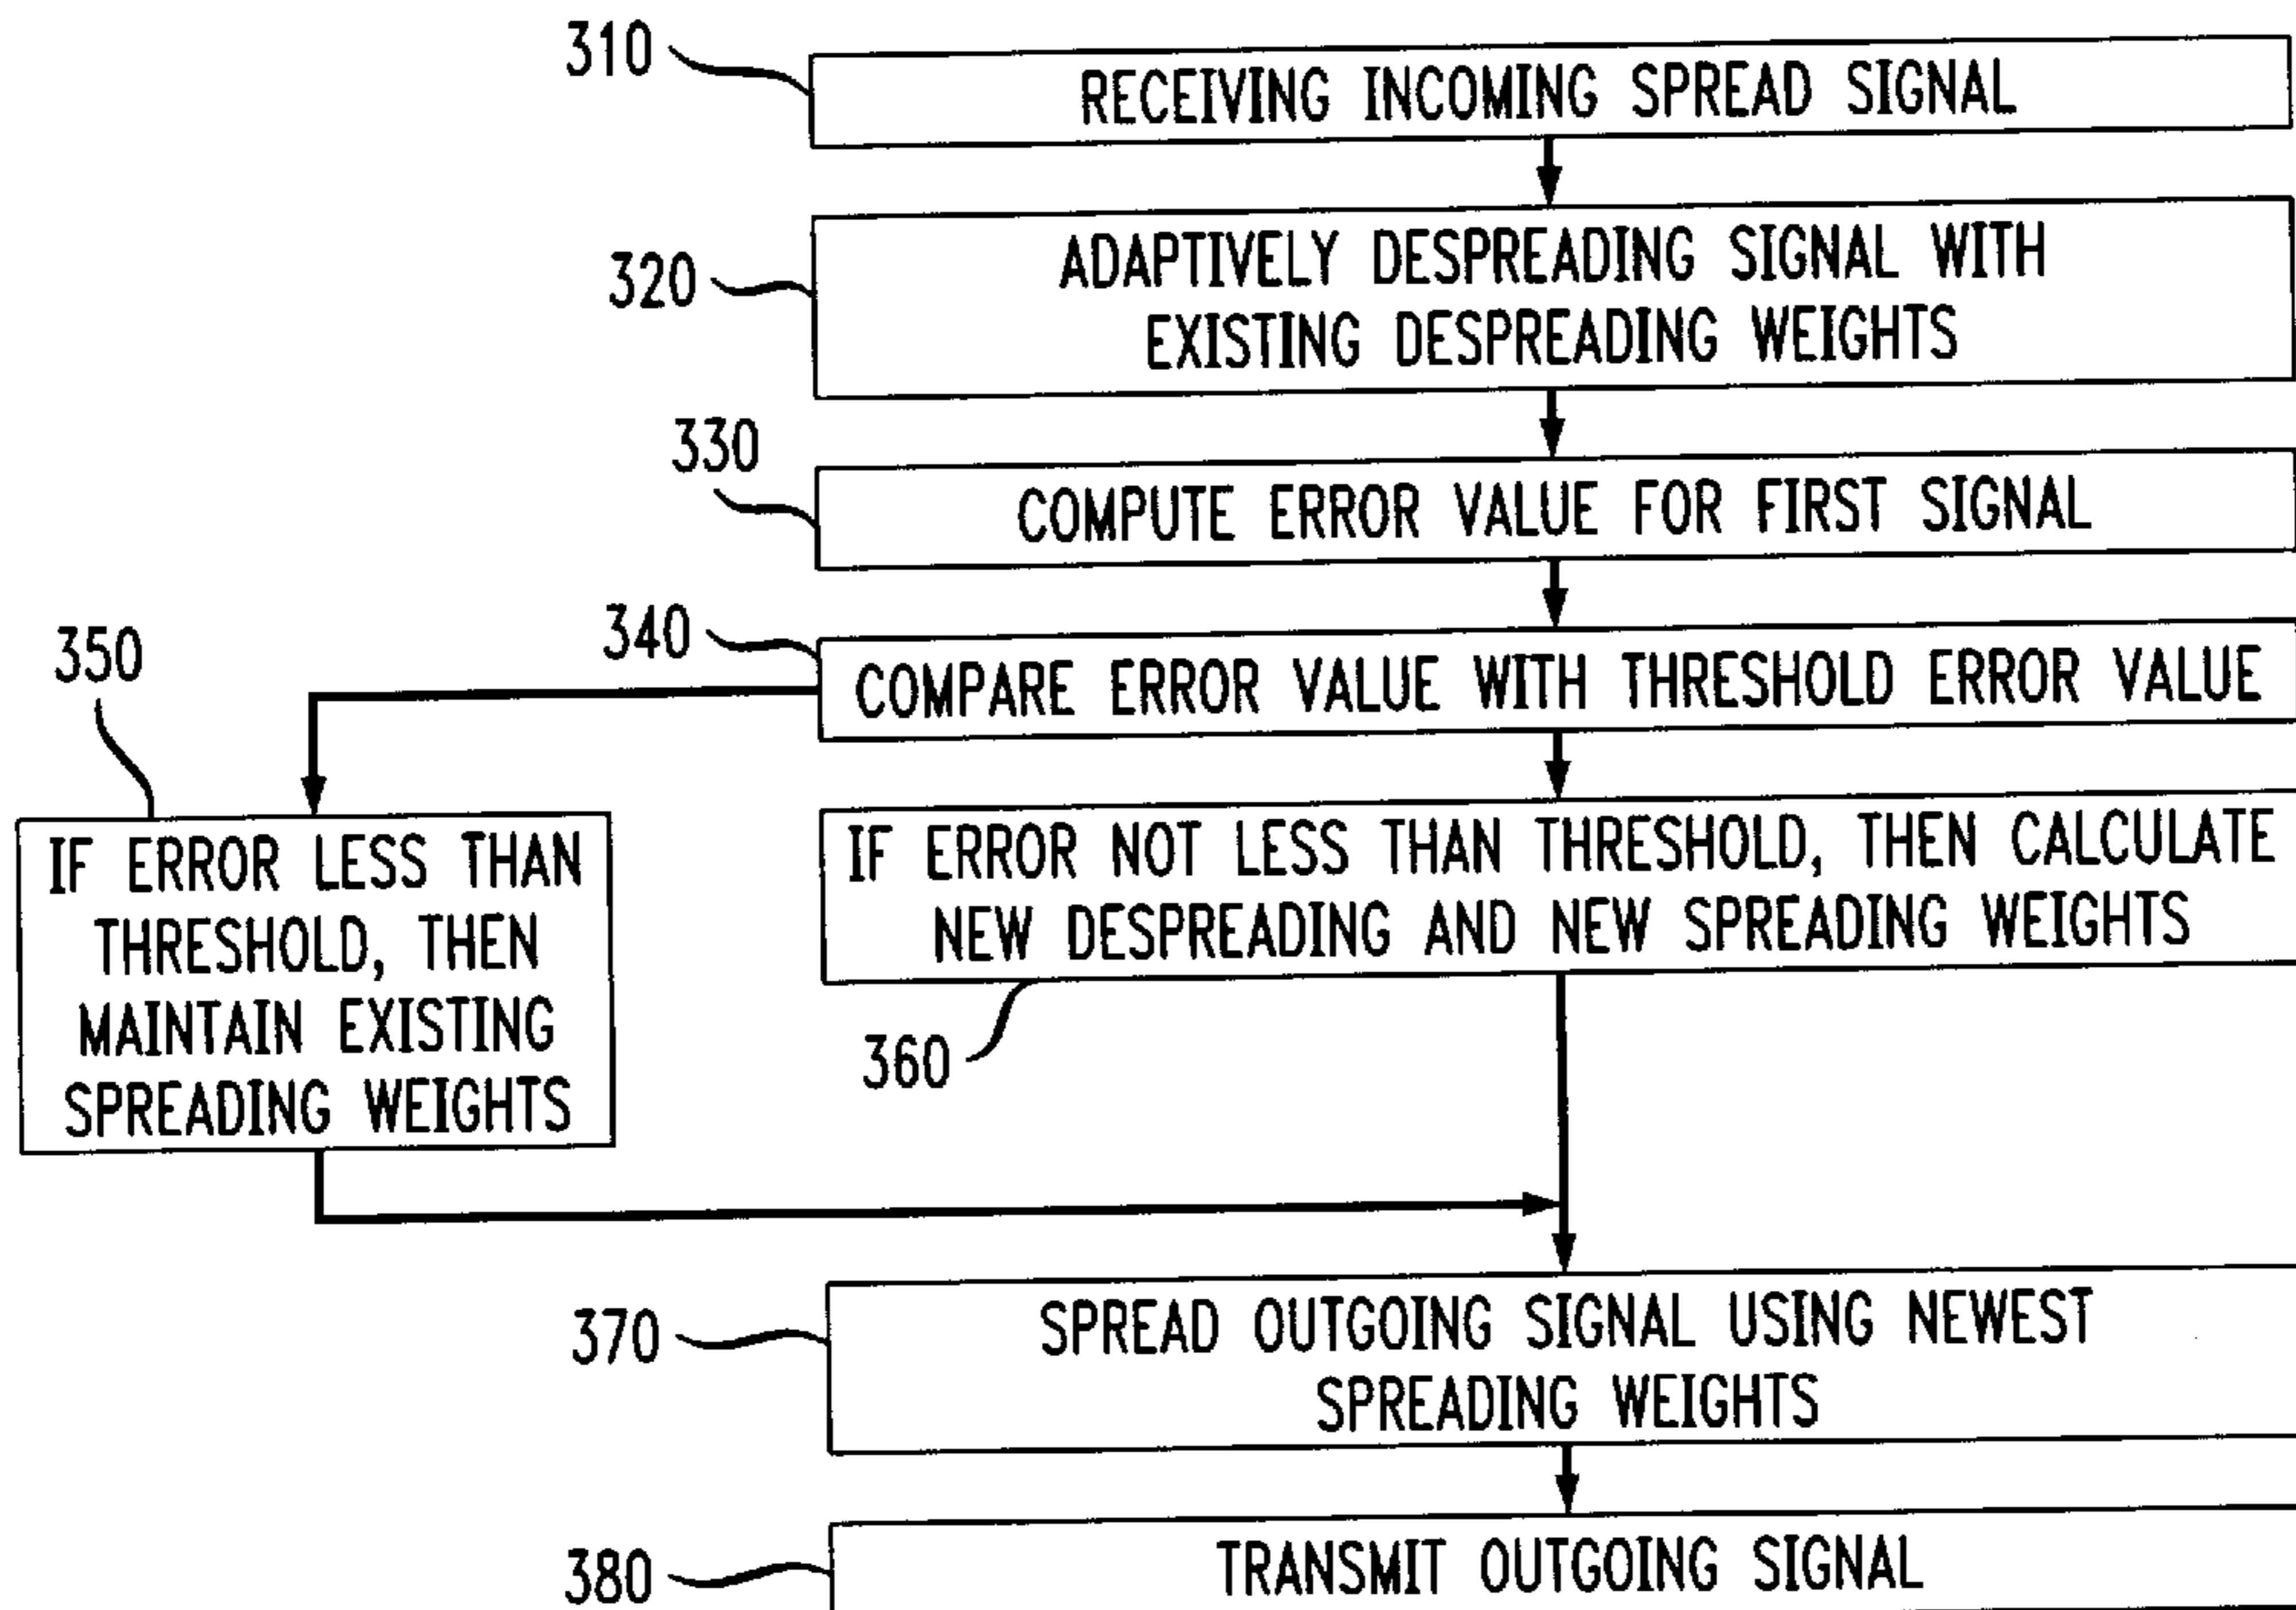 310
RECEIVING INCOMING SPREAD SIGNAL
320
ADAPTIVELY DESPREADING SIGNAL WITH
EXISTING DESPREADING WEIGHTS
330
COMPUTE ERROR VALUE FOR FIRST SIGNAL
340
COMPARE ERROR VALUE WITH THRESHOLD ERROR VALUE
350
IF ERROR LESS THAN
THRESHOLD, THEN
MAINTAIN EXISTING
SPREADING WEIGHTS
IF ERROR NOT LESS THAN THRESHOLD, THEN CALCULATE
NEW DESPREADING AND NEW SPREADING WEIGHTS
360
370
SPREAD OUTGOING SIGNAL USING NEWEST
SPREADING WEIGHTS
380
TRANSMIT OUTGOING SIGNAL